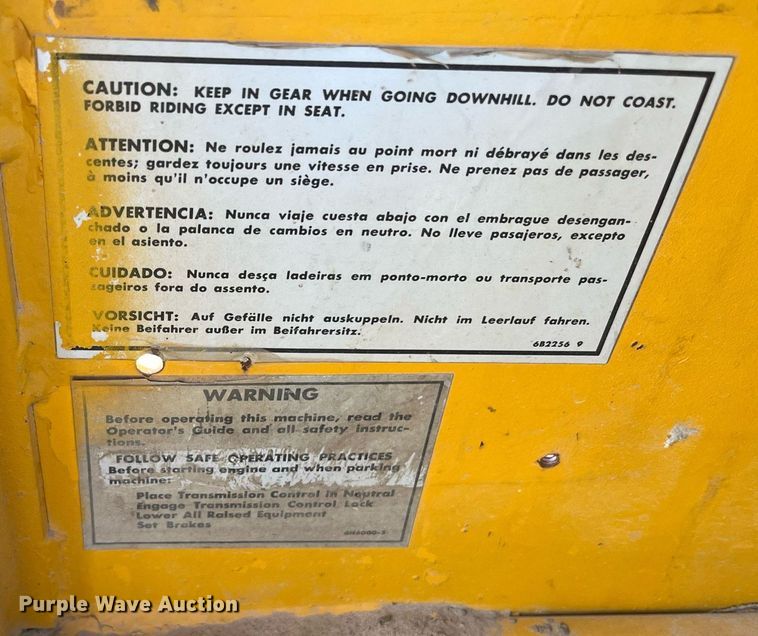 CAUTION: KEEP IN GEAR WHEN GOING DOWNHILL. DO NOT COAST.
FORBID RIDING EXCEPT IN SEAT.
ATTENTION: Ne roulez jamais au point mort ni débrayé dans les des-
centes; gardez toujours une vitesse en prise. Ne prenez pas de passager,
à moins qu'il n'occupe un siège.
ADVERTENCIA: Nunca viaje cuesta abajo con el embrague desengan-
chado o la palanca de cambios en neutro. No lleve pasajeros, excepto
en el asiento.
CUIDADO: Nunca desça ladeiras em ponto-morto ou transporte pas-
sageiros fora do assento.
VORSICHT: Auf Gefälle nicht auskuppeln. Nicht im Leerlauf fahren.
Keine Beifahrer außer im Beifahrersitz.
6B2256 9
WARNING
Before operating this machine, read the
Operator's Guide and all safety instruc-
tions.
FOLLOW SAFE OPERATING PRACTICES
Before starting engine and when parking
machine:
Place Transmission Control in Neutral
Engage Transmission Control Lock
Lower All Raised Equipment
Set Brakes
Purple Wave Auction